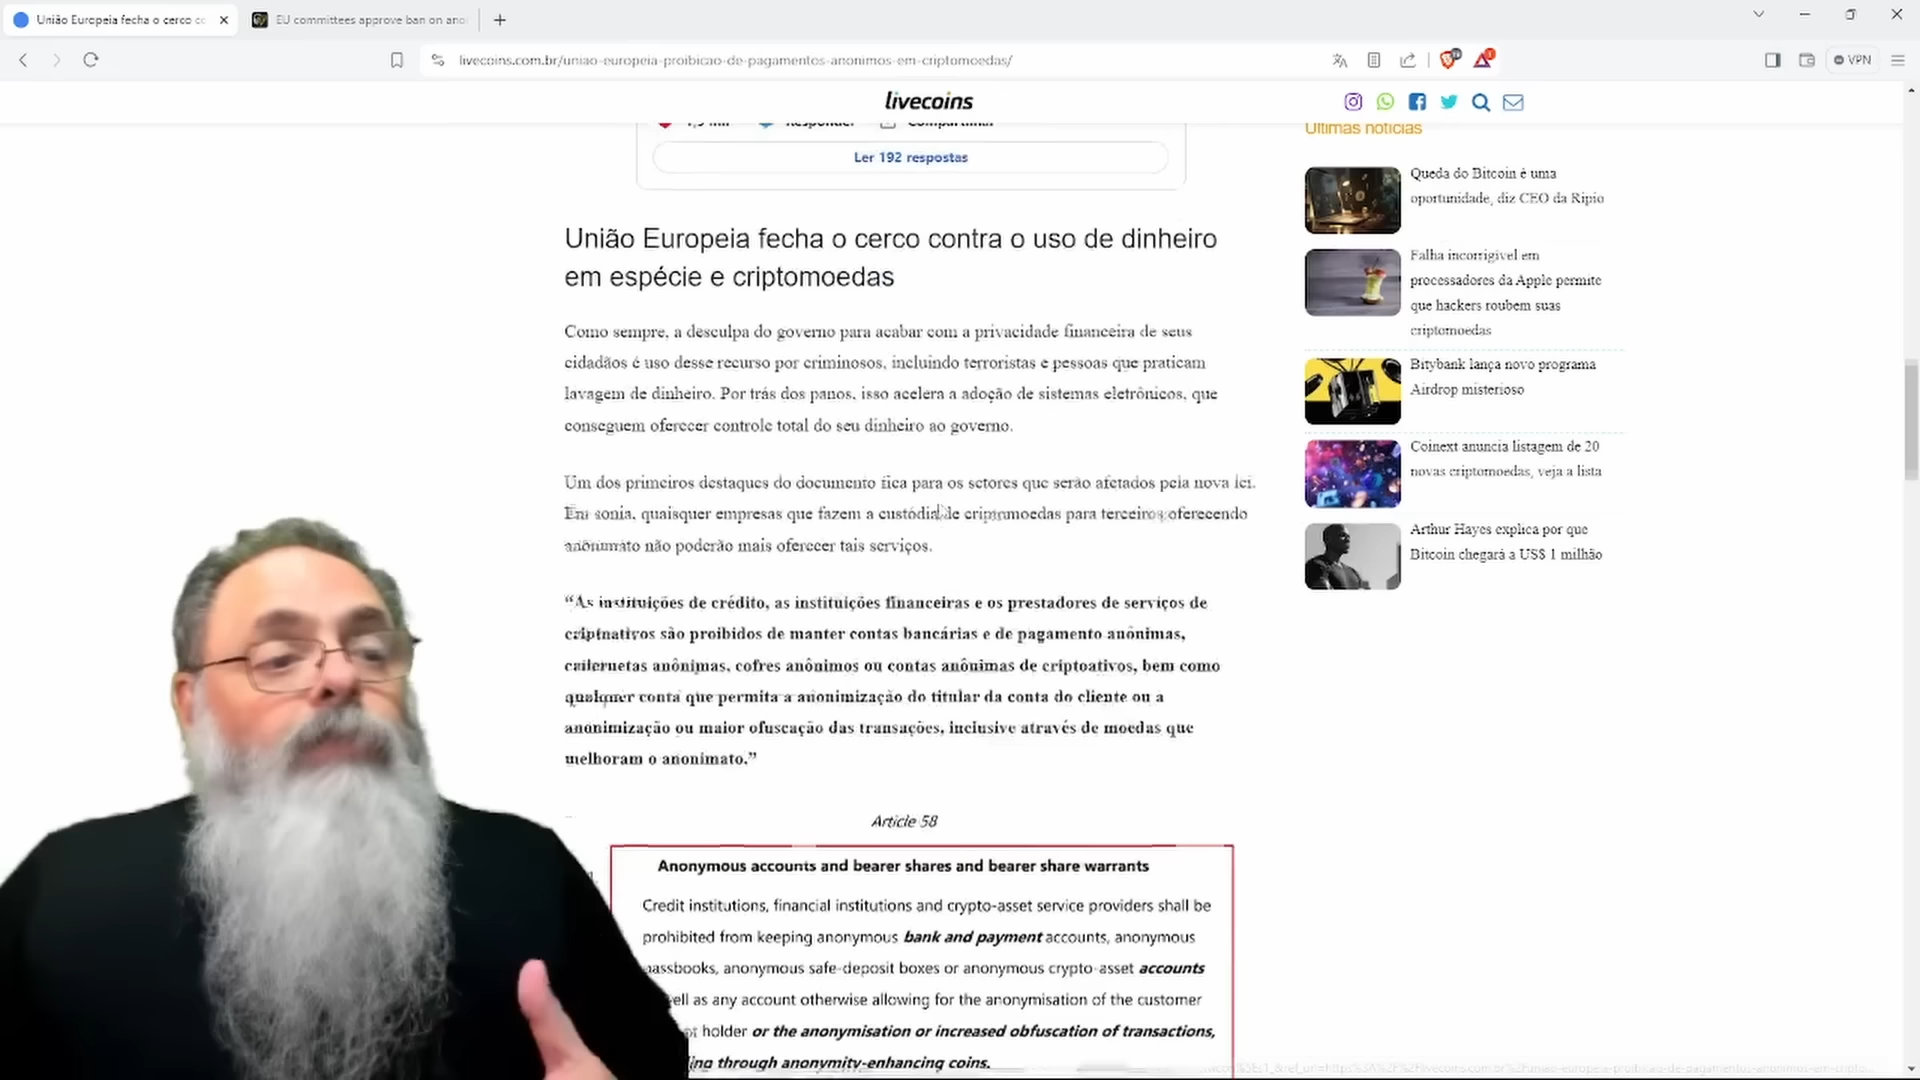 União Europeia fecha o cerco co
EU committees approve ban on ano
livecoins.com.br/uniao-europeia-proibicao-de-pagamentos-anonimos-em-criptomoedas/
VPN
livecoins
1,5 mil Responder Compartilhar
Ler 192 respostas
União Europeia fecha o cerco contra o uso de dinheiro
em espécie e criptomoedas
Como sempre, a desculpa do governo para acabar com a privacidade financeira de seus
cidadãos é uso desse recurso por criminosos, incluindo terroristas e pessoas que praticam
lavagem de dinheiro. Por trás dos panos, isso acelera a adoção de sistemas eletrônicos, que
conseguem oferecer controle total do seu dinheiro ao governo.
Um dos primeiros destaques do documento fica para os setores que serão afetados pela nova lei.
Em soma, quaisquer empresas que fazem a custódia de criptomoedas para terceiros oferecendo
anonimato não poderão mais oferecer tais serviços.
“As instituições de crédito, as instituições financeiras e os prestadores de serviços de
criptoativos são proibidos de manter contas bancárias e de pagamento anônimas,
cadernetas anônimas, cofres anônimos ou contas anônimas de criptoativos, bem como
qualquer conta que permita a anonimização do titular da conta do cliente ou a
anonimização ou maior ofuscação das transações, inclusive através de moedas que
melhoram o anonimato.”
Article 58
Anonymous accounts and bearer shares and bearer share warrants
Credit institutions, financial institutions and crypto-asset service providers shall be
prohibited from keeping anonymous bank and payment accounts, anonymous
passbooks, anonymous safe-deposit boxes or anonymous crypto-asset accounts
ell as any account otherwise allowing for the anonymisation of the customer
holder or the anonymisation or increased obfuscation of transactions,
ing through anonymity-enhancing coins.
Últimas notícias
Queda do Bitcoin é uma
oportunidade, diz CEO da Ripio
Falha incorrigível em
processadores da Apple permite
que hackers roubem suas
criptomoedas
Bitybank lança novo programa
Airdrop misterioso
Coinext anuncia listagem de 20
novas criptomoedas, veja a lista
Arthur Hayes explica por que
Bitcoin chegará a US$ 1 milhão